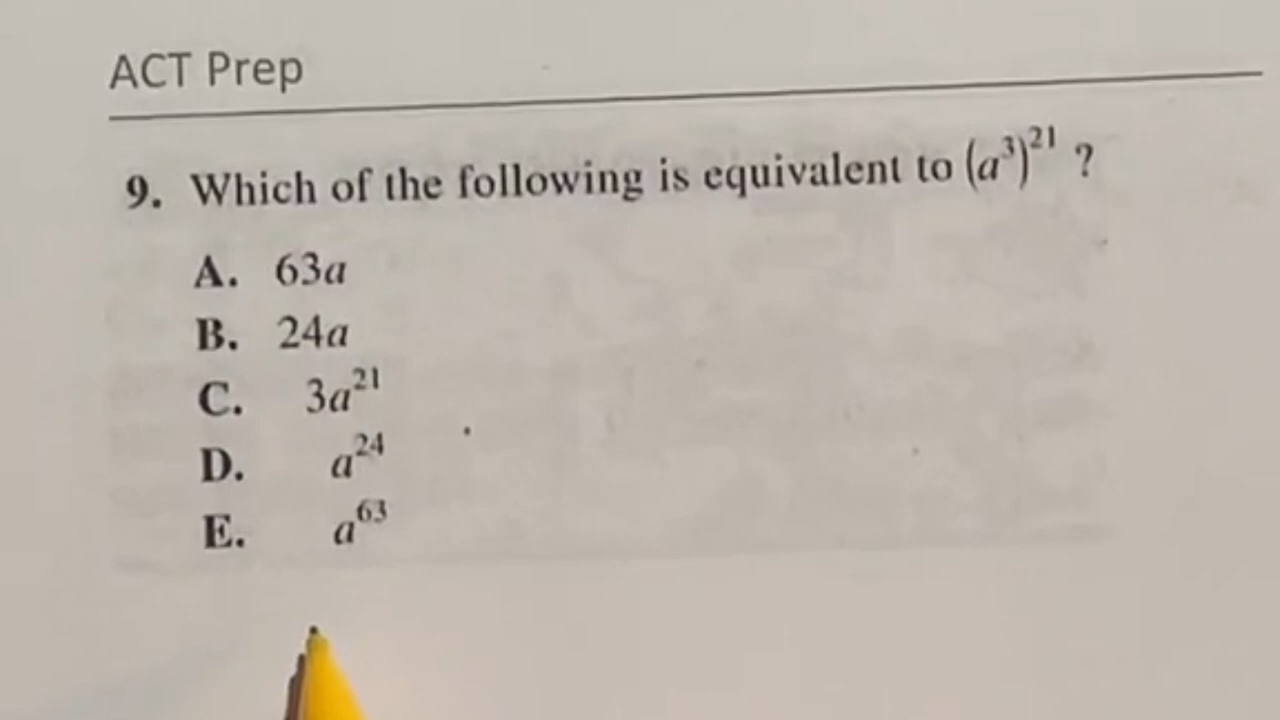 ACT Prep
9. Which of the following is equivalent to (a³)²¹ ?
A. 63a
B. 24a
C. 3a²¹
D. a²⁴
E. a⁶³